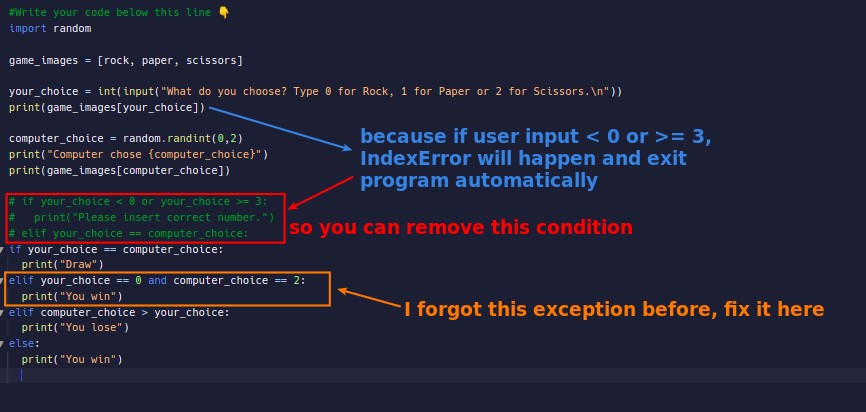 #Write your code below this line 👇
import random
game_images = [rock, paper, scissors]
your_choice = int(input("What do you choose? Type 0 for Rock, 1 for Paper or 2 for Scissors.\n"))
print(game_images[your_choice])
computer_choice = random.randint(0,2)
print("Computer chose {computer_choice}")
print(game_images[computer_choice])
because if user input < 0 or >= 3,
IndexError will happen and exit
program automatically
# if your_choice < 0 or your_choice >= 3:
#   print("Please insert correct number.")
# elif your_choice == computer_choice:
so you can remove this condition
if your_choice == computer_choice:
  print("Draw")
elif your_choice == 0 and computer_choice == 2:
  print("You win")
I forgot this exception before, fix it here
elif computer_choice > your_choice:
  print("You lose")
else:
  print("You win")